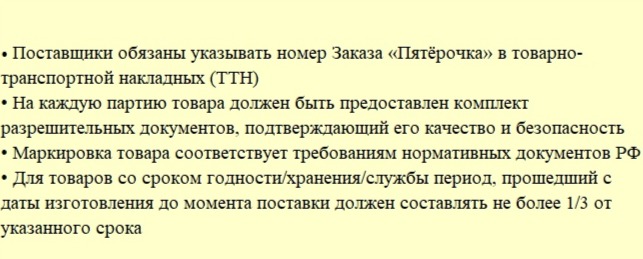 • Поставщики обязаны указывать номер Заказа «Пятёрочка» в товарно-
транспортной накладных (ТТН)
• На каждую партию товара должен быть предоставлен комплект
разрешительных документов, подтверждающий его качество и безопасность
• Маркировка товара соответствует требованиям нормативных документов РФ
• Для товаров со сроком годности/хранения/службы период, прошедший с
даты изготовления до момента поставки должен составлять не более 1/3 от
указанного срока